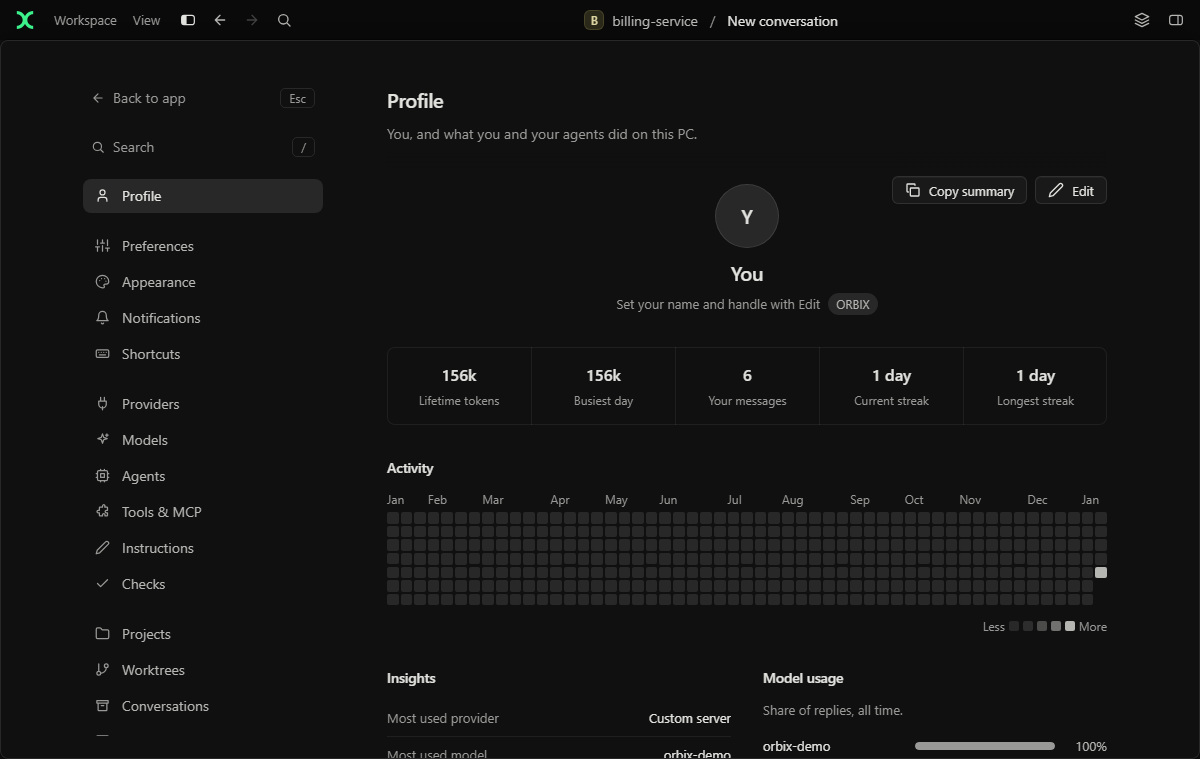 Workspace View
B billing-service / New conversation
Back to app Esc
Search /
Profile
Preferences
Appearance
Notifications
Shortcuts
Providers
Models
Agents
Tools & MCP
Instructions
Checks
Projects
Worktrees
Conversations
Profile
You, and what you and your agents did on this PC.
Copy summary Edit
Y
You
Set your name and handle with Edit ORBIX
156k 156k 6 1 day 1 day
Lifetime tokens Busiest day Your messages Current streak Longest streak
Activity
Jan Feb Mar Apr May Jun Jul Aug Sep Oct Nov Dec Jan
Less More
Insights
Most used provider Custom server
Most used model orbix-demo
Model usage
Share of replies, all time.
orbix-demo 100%